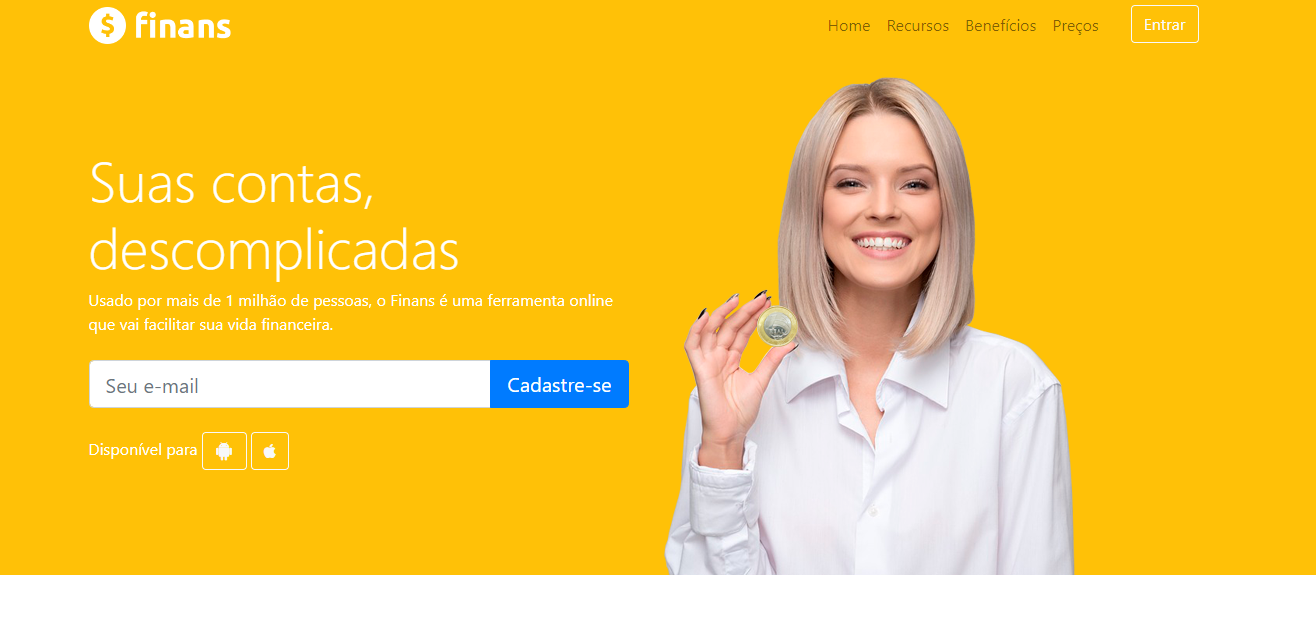 finans
Home Recursos Benefícios Preços Entrar
Suas contas,
descomplicadas
Usado por mais de 1 milhão de pessoas, o Finans é uma ferramenta online
que vai facilitar sua vida financeira.
Seu e-mail Cadastre-se
Disponível para